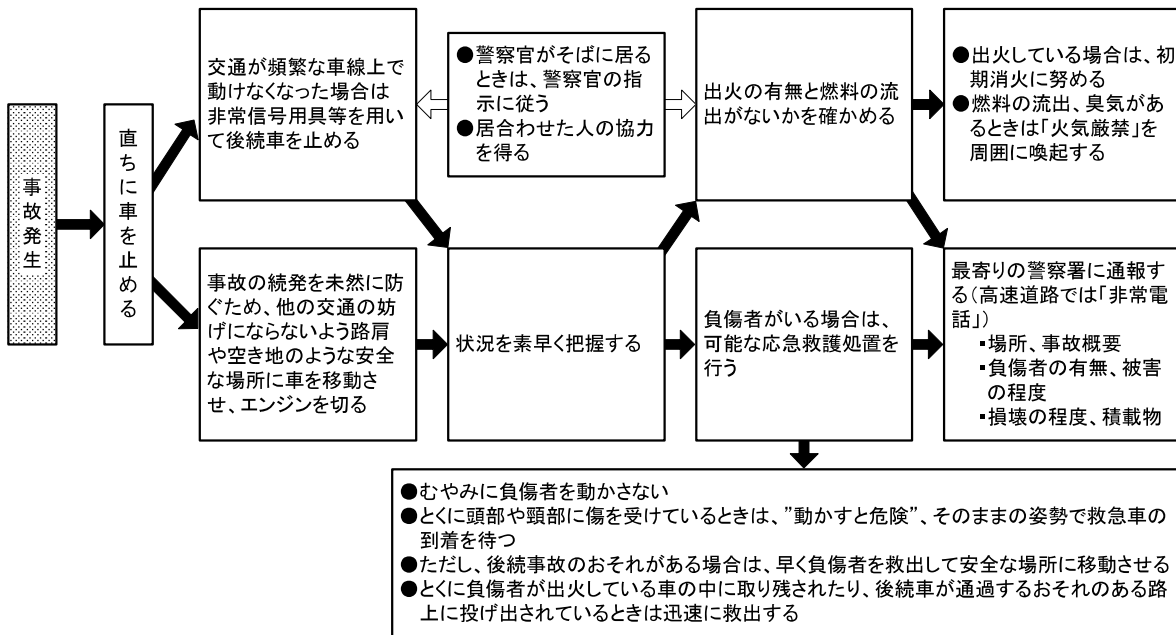 事故発生
直ちに車を止める
交通が頻繁な車線上で
動けなくなった場合は
非常信号用具等を用い
て後続車を止める
●警察官がそばに居る
ときは、警察官の指
示に従う
●居合わせた人の協力
を得る
出火の有無と燃料の流
出がないかを確かめる
●出火している場合は、初
期消火に努める
●燃料の流出、臭気があ
るときは「火気厳禁」を
周囲に喚起する
事故の続発を未然に防
ぐため、他の交通の妨
げにならないよう路肩
や空き地のような安全
な場所に車を移動さ
せ、エンジンを切る
状況を素早く把握する
負傷者がいる場合は、
可能な応急救護処置を
行う
最寄りの警察署に通報す
る(高速道路では「非常電
話」)
▪場所、事故概要
▪負傷者の有無、被害
の程度
▪損壊の程度、積載物
●むやみに負傷者を動かさない
●とくに頭部や頸部に傷を受けているときは、”動かすと危険”、そのままの姿勢で救急車の
到着を待つ
●ただし、後続事故のおそれがある場合は、早く負傷者を救出して安全な場所に移動させる
●とくに負傷者が出火している車の中に取り残されたり、後続車が通過するおそれのある路
上に投げ出されているときは迅速に救出する